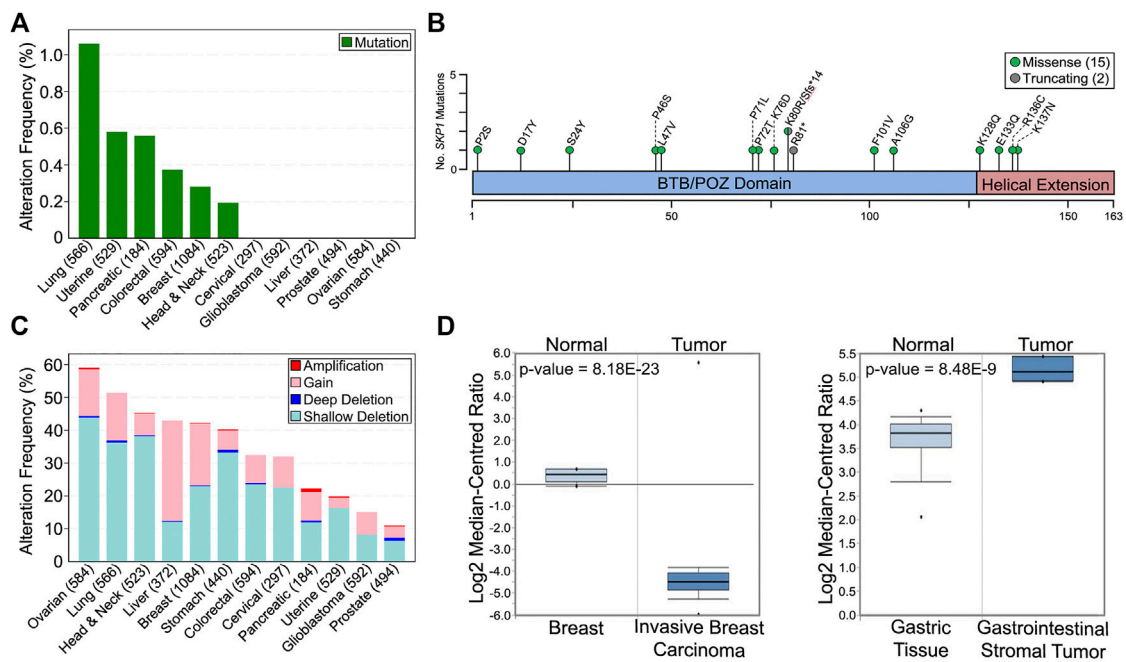 A
Alteration Frequency (%)
1.0
0.8
0.6
0.4
0.2
0
Mutation
Lung (566)
Uterine (529)
Pancreatic (184)
Colorectal (594)
Breast (1084)
Head & Neck (523)
Cervical (297)
Glioblastoma (592)
Liver (372)
Prostate (494)
Ovarian (584)
Stomach (440)
B
Missense (15)
Truncating (2)
No. SKP1 Mutations
5
0
P2S
D17Y
S24Y
P46S
L47V
P71L
P72T
K76D
K80R/Sfs*14
R81*
F101V
A106G
K128Q
E133Q
R136C
K137N
BTB/POZ Domain
Helical Extension
1
50
100
150
163
C
Alteration Frequency (%)
60
50
40
30
20
10
0
Amplification
Gain
Deep Deletion
Shallow Deletion
Ovarian (584)
Lung (566)
Head & Neck (523)
Liver (372)
Breast (1084)
Stomach (440)
Colorectal (594)
Cervical (297)
Pancreatic (184)
Uterine (529)
Glioblastoma (592)
Prostate (494)
D
Normal Tumor
p-value = 8.18E-23
Log2 Median-Centred Ratio
6.0
5.0
4.0
3.0
2.0
1.0
0.0
-1.0
-2.0
-3.0
-4.0
-5.0
-6.0
Breast
Invasive Breast
Carcinoma
Normal Tumor
p-value = 8.48E-9
Log2 Median-Centred Ratio
5.5
5.0
4.5
4.0
3.5
3.0
2.5
2.0
1.5
1.0
0.5
0.0
Gastric
Tissue
Gastrointestinal
Stromal Tumor